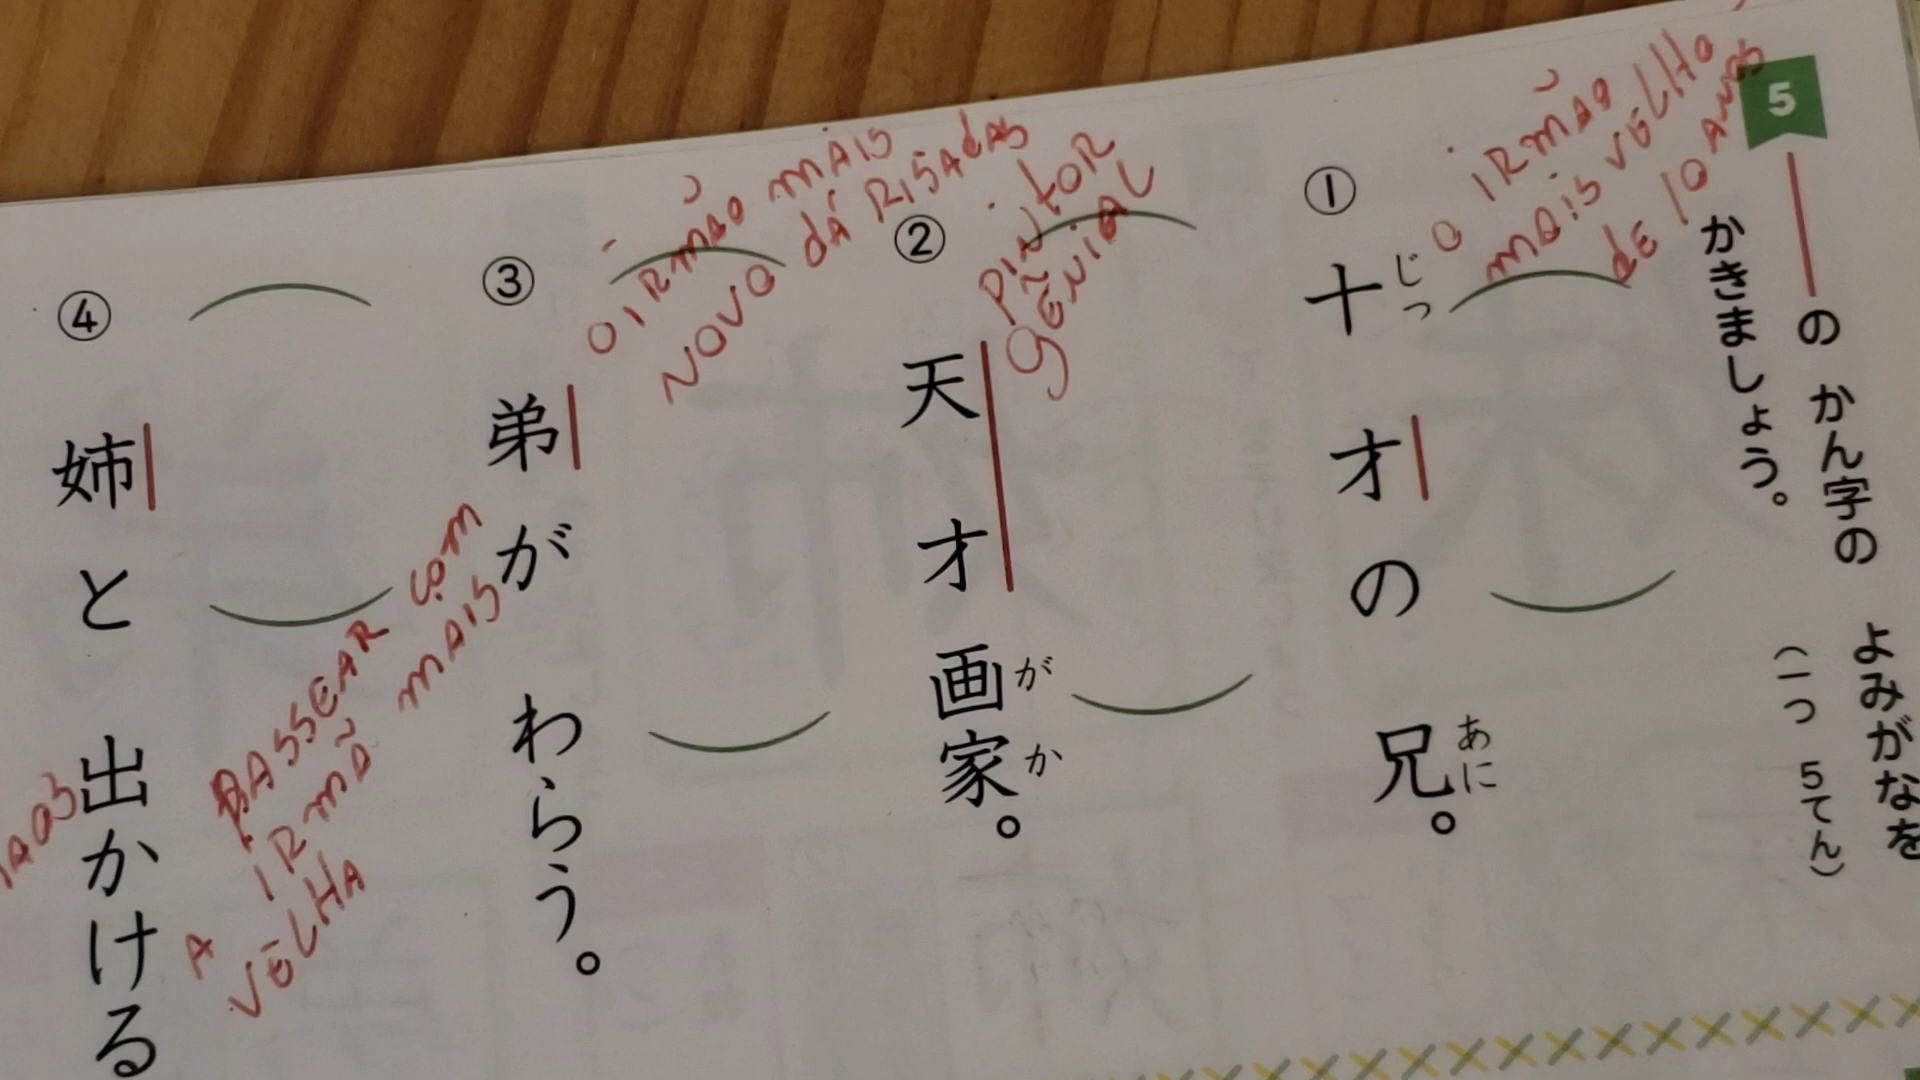 5
の かん字の よみがなを
かきましょう。
(一つ 5てん)
①
十才の 兄。
じっ
あに
O IRMÃO
MAIS VELHO
DE 10 ANOS
②
天才画家。
がか
PINTOR
GENIAL
③
弟が わらう。
O IRMÃO MAIS
NOVO DÁ RISADAS
④
姉と 出かける
PASSEAR COM
A IRMÃ MAIS
VELHA